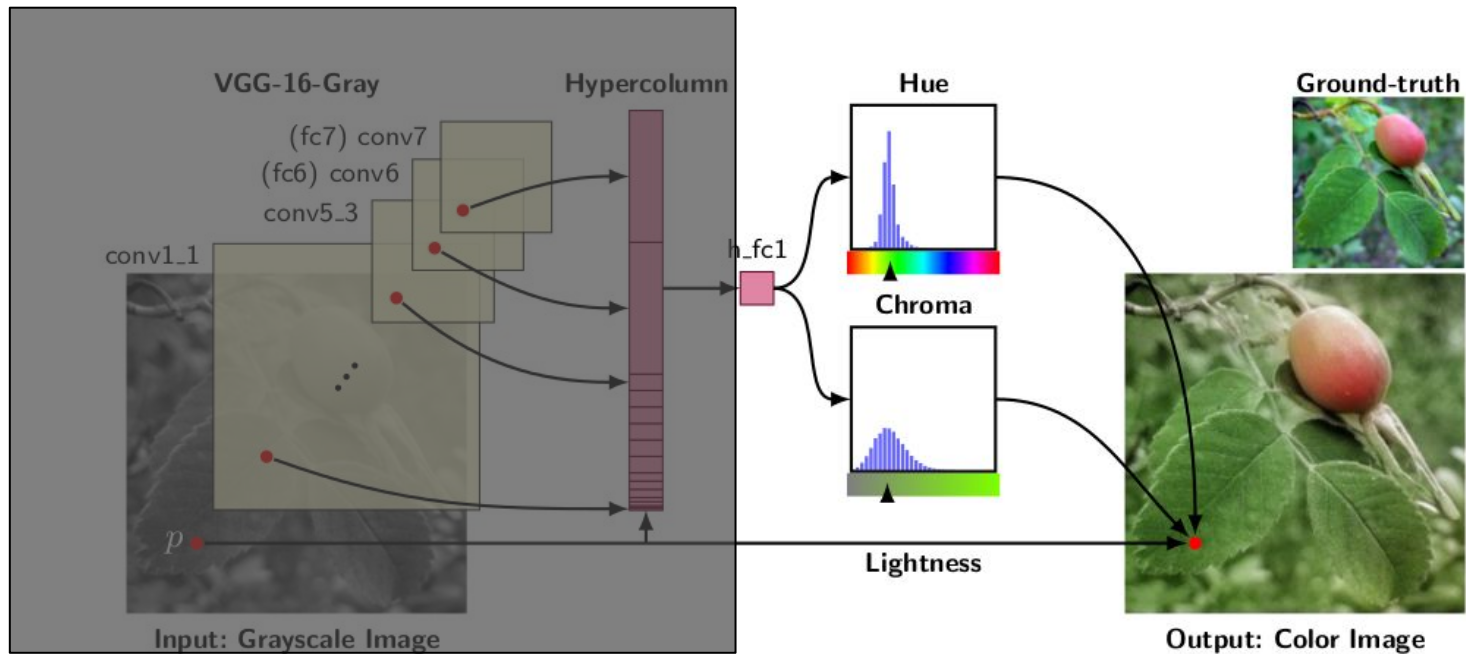 VGG-16-Gray
Hypercolumn
Hue
Ground-truth
(fc7) conv7
(fc6) conv6
conv5_3
conv1_1
h_fc1
Chroma
p
Lightness
Input: Grayscale Image
Output: Color Image